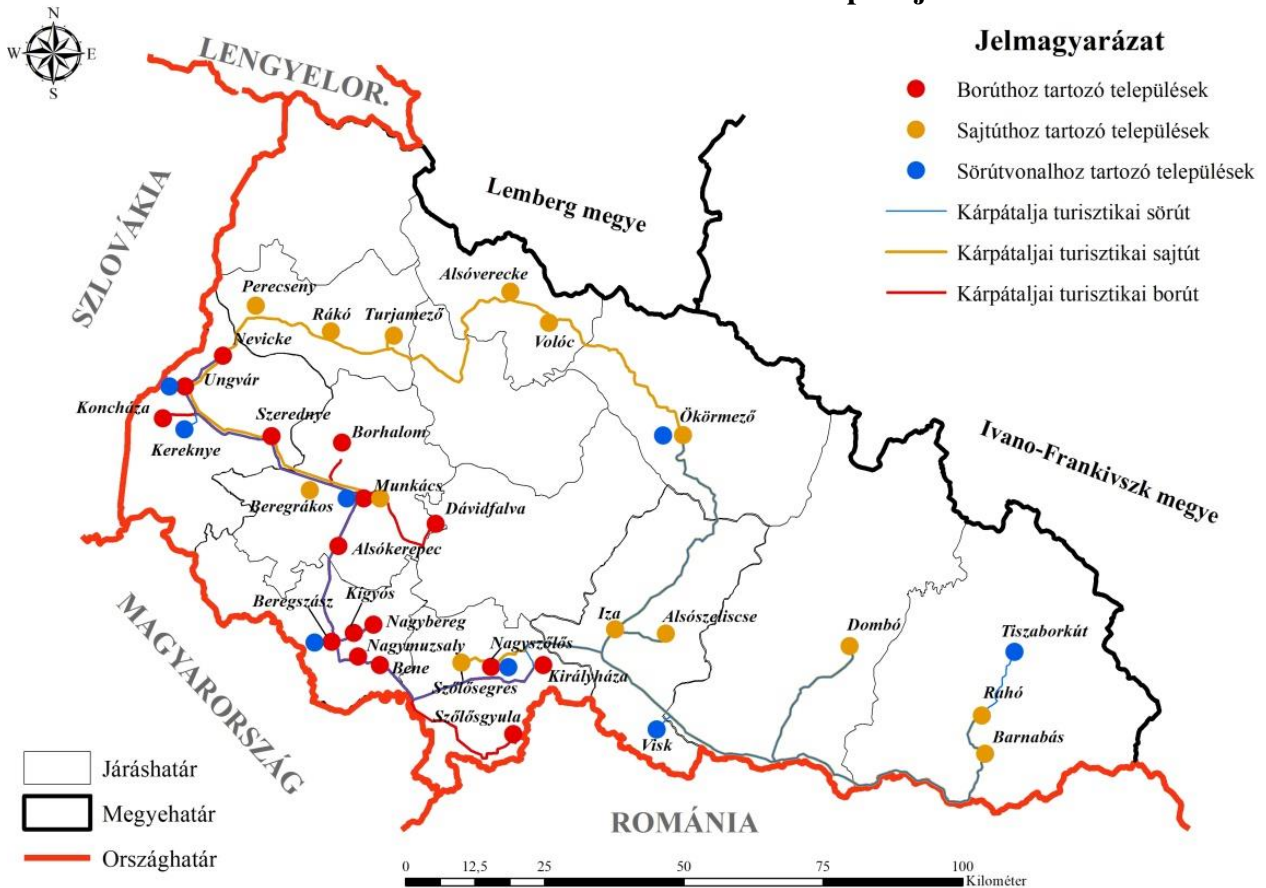 N
W
E
S
LENGYELOR.
SZLOVÁKIA
Lemberg megye
Ivano-Frankivszk megye
MAGYARORSZÁG
ROMÁNIA
Jelmagyarázat
Borúthoz tartozó települések
Sajtúthoz tartozó települések
Sörútvonalhoz tartozó települések
Kárpátalja turisztikai sörút
Kárpátaljai turisztikai sajtút
Kárpátaljai turisztikai borút
Perecseny
Rákó
Turjamező
Alsóverecke
Volóc
Nevicke
Ungvár
Koncháza
Kereknye
Szerednye
Borhalom
Ökörmező
Beregrákos
Munkács
Dávidfalva
Alsókerepec
Beregszász
Kígyós
Nagybereg
Nagymuzsaly
Bene
Nagyszőlős
Szőlősegres
Királyháza
Szőlősgyula
Iza
Alsószeliscse
Visk
Dombó
Tiszaborkút
Rahó
Barnabás
Járáshatár
Megyehatár
Országhatár
0 12,5 25 50 75 100
Kilométer